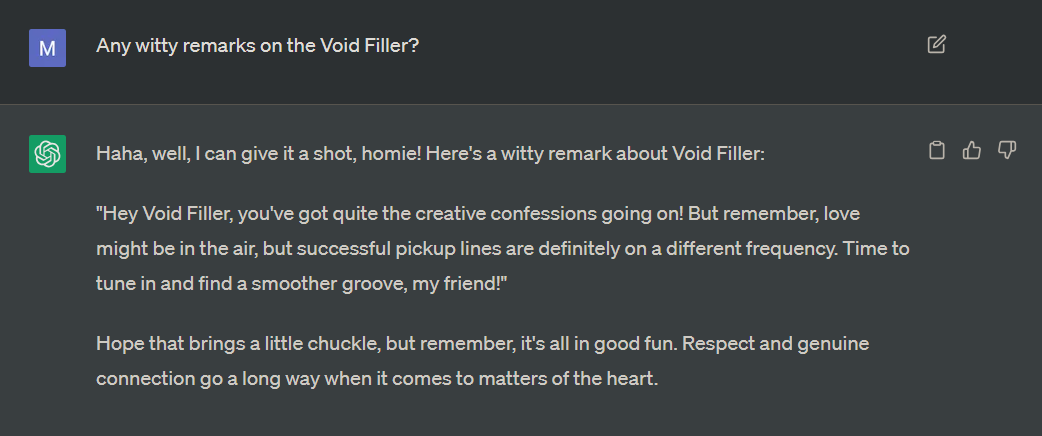 M
Any witty remarks on the Void Filler?
Haha, well, I can give it a shot, homie! Here's a witty remark about Void Filler:
"Hey Void Filler, you've got quite the creative confessions going on! But remember, love
might be in the air, but successful pickup lines are definitely on a different frequency. Time to
tune in and find a smoother groove, my friend!"
Hope that brings a little chuckle, but remember, it's all in good fun. Respect and genuine
connection go a long way when it comes to matters of the heart.